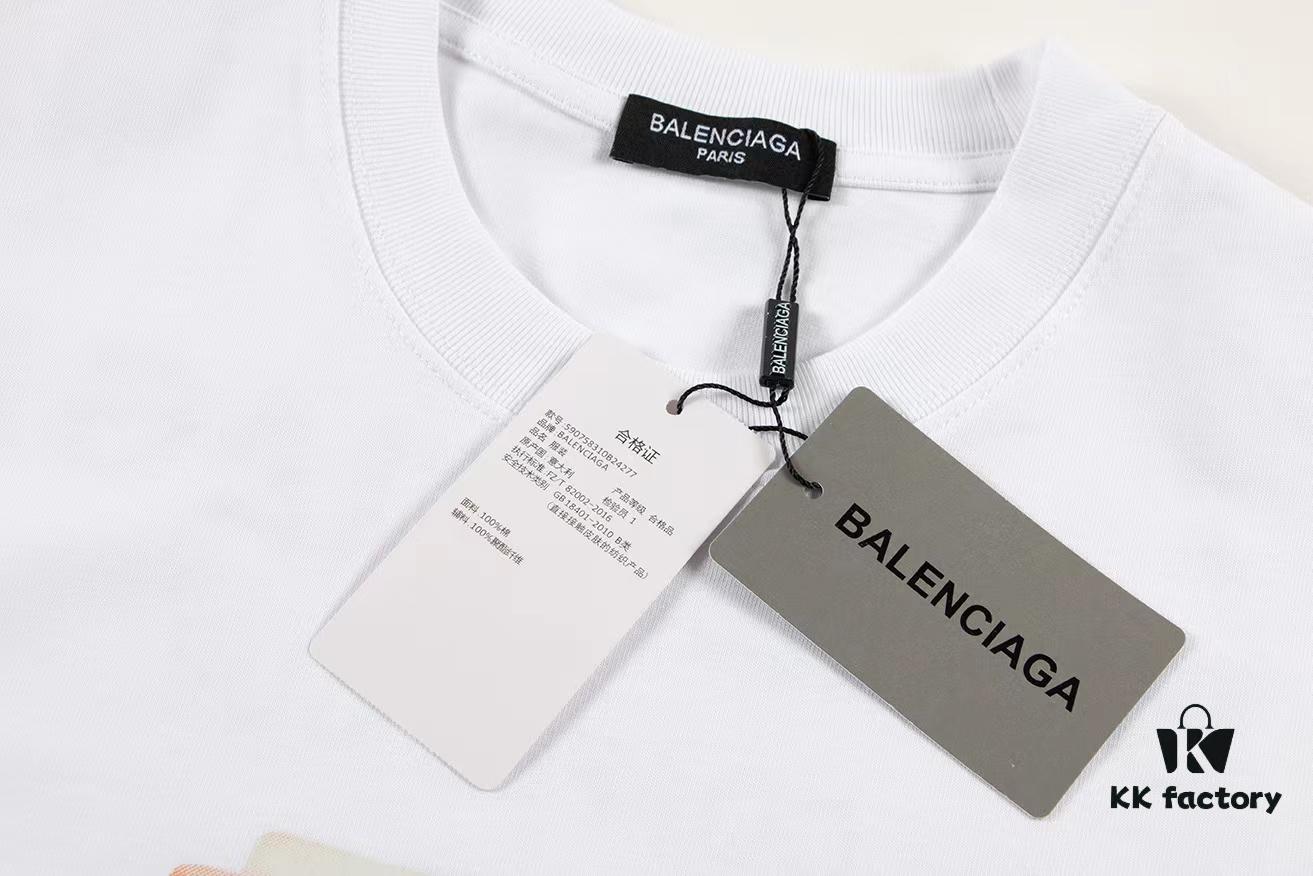 BALENCIAGA
PARIS
BALENCIAGA
合格证
款号:590758310B24277
品牌:BALENCIAGA
品名 服装
产品等级 合格品
原产国 意大利
检验员 1
执行标准:FZ/T 82002-2016
安全技术类别 GB 18401-2010 B类
(直接接触皮肤的纺织产品)
面料 100%棉
辅料 100%聚酯纤维
BALENCIAGA
KK factory